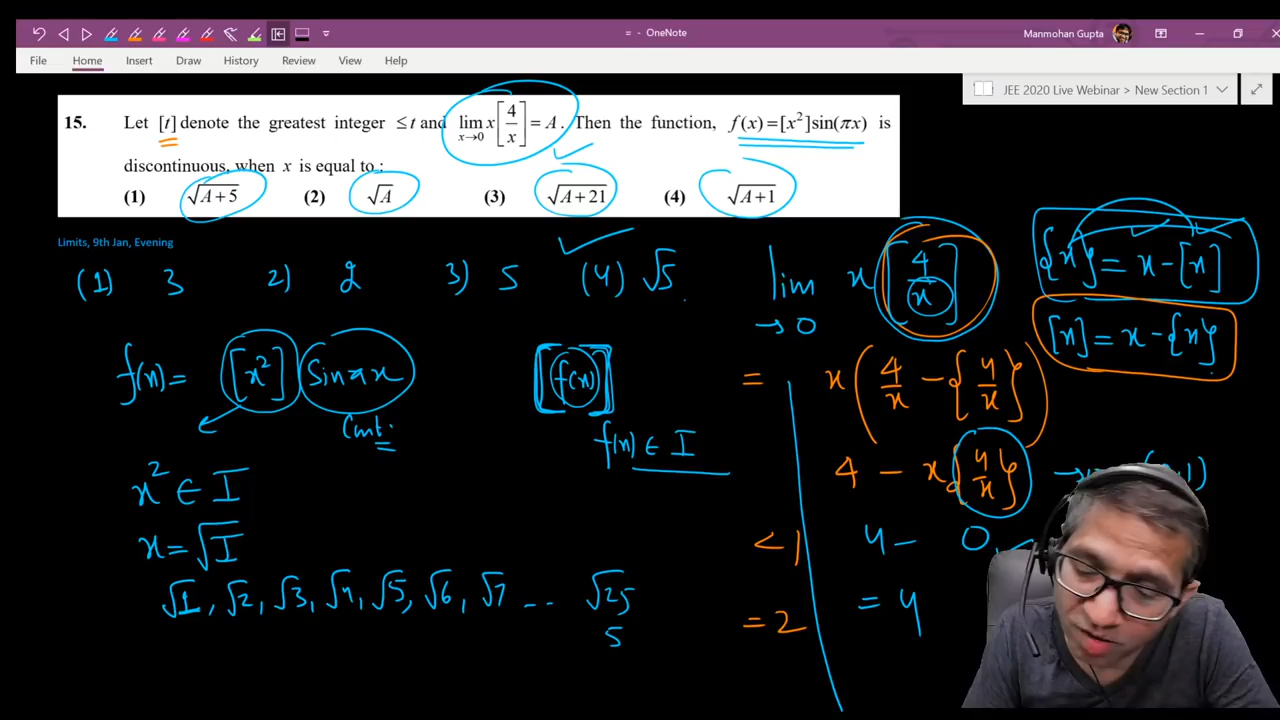 = - OneNote
Manmohan Gupta
File Home Insert Draw History Review View Help
JEE 2020 Live Webinar > New Section 1
15. Let [t] denote the greatest integer ≤ t and lim x→0 x[4/x] = A. Then the function, f(x)=[x²]sin(πx) is
discontinuous, when x is equal to :
(1) √(A+5) (2) √A (3) √(A+21) (4) √(A+1)
Limits, 9th Jan, Evening
(1) 3 2) 2 3) 5 (4) √5
lim →0 x[4/x]
{x} = x-[x]
[x] = x-{x}
f(x) = [x²] Sin πx
Cont:
[f(x)]
f(x) ∈ I
= x(4/x - {4/x})
4 - x{4/x}
x² ∈ I
x = √I
√1, √2, √3, √4, √5, √6, √7 -- √25
5
<1
=2
4 - 0
= 4